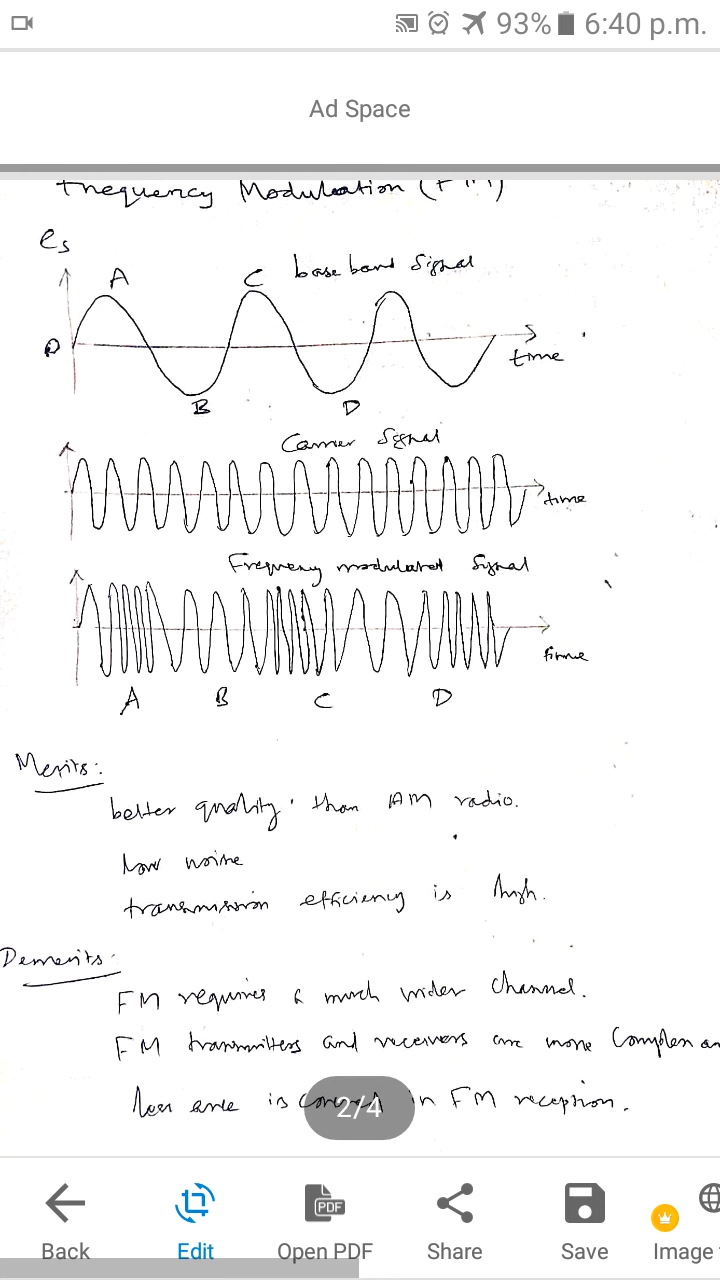 93% 6:40 p.m.
Ad Space
Frequency Modulation (FM)
es
A
C
base band Signal
0
time
B
D
Carrier Signal
time
Frequency modulated Signal
time
A B C D
Merits:
better quality than AM radio.
low noise
transmission efficiency is high.
Demerits:
FM requires a much wider channel.
FM transmitters and receivers are more Complex an
less is in FM reception.
2/4
Back Edit Open PDF Share Save Image
PDF